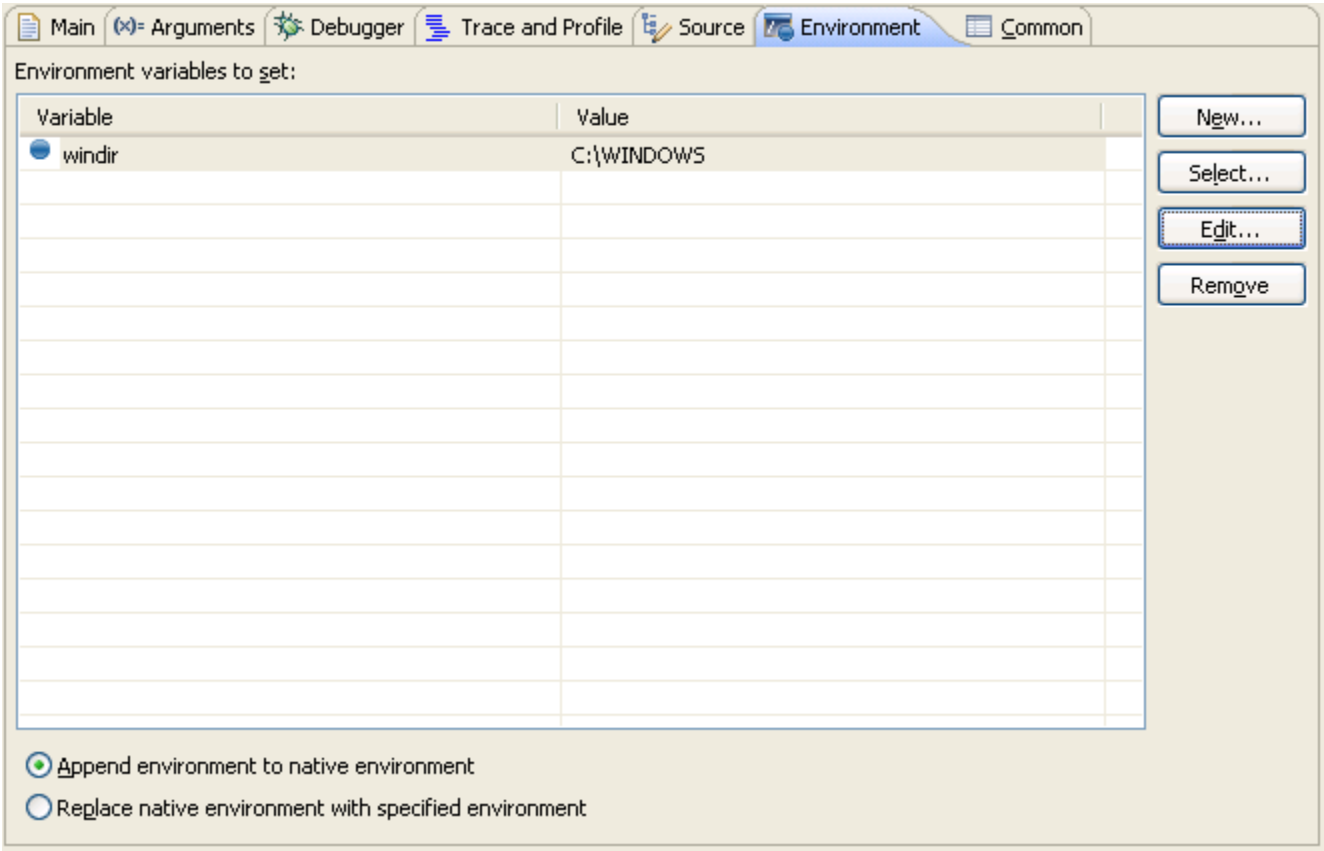 Main (x)= Arguments Debugger Trace and Profile Source Environment Common
Environment variables to set:
Variable Value
windir C:\WINDOWS
New...
Select...
Edit...
Remove
Append environment to native environment
Replace native environment with specified environment